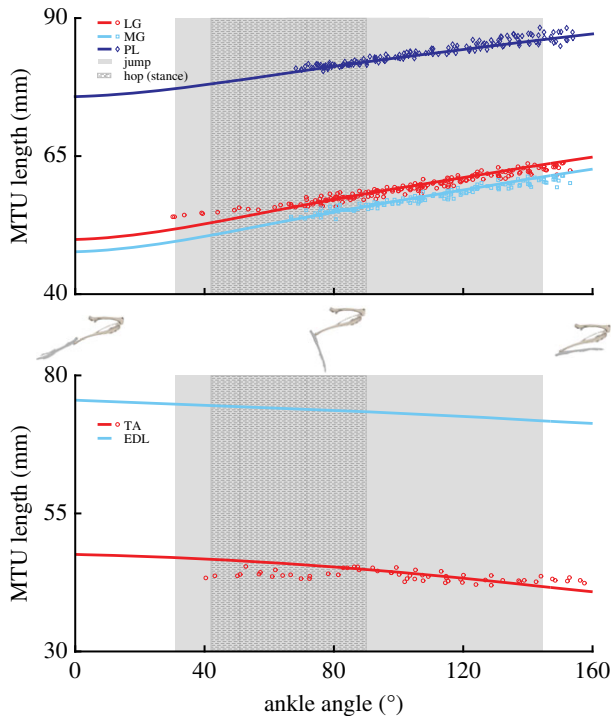 90
LG
MG
PL
jump
hop (stance)
65
40
MTU length (mm)
80
TA
EDL
55
30
MTU length (mm)
0 40 80 120 160
ankle angle (°)